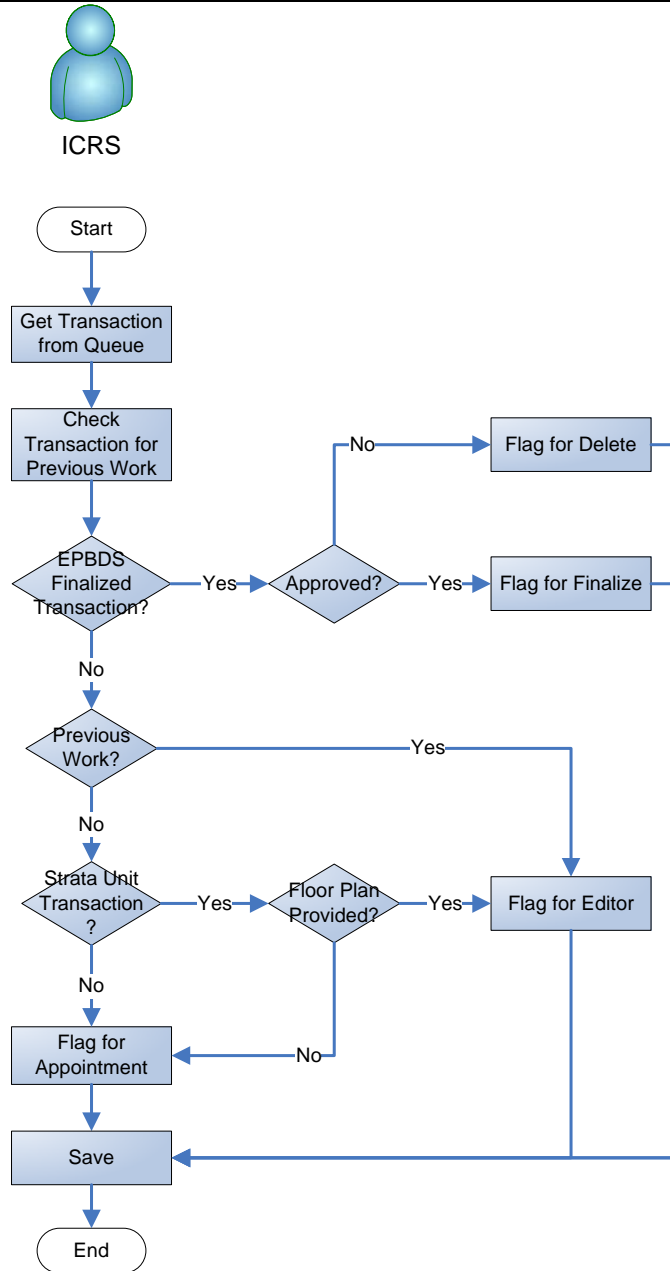 ICRS
Start
Get Transaction
from Queue
Check
Transaction for
Previous Work
No
Flag for Delete
EPBDS
Finalized
Transaction?
Yes
Approved?
Yes
Flag for Finalize
No
Previous
Work?
Yes
No
Strata Unit
Transaction
?
Yes
Floor Plan
Provided?
Yes
Flag for Editor
No
Flag for
Appointment
No
Save
End